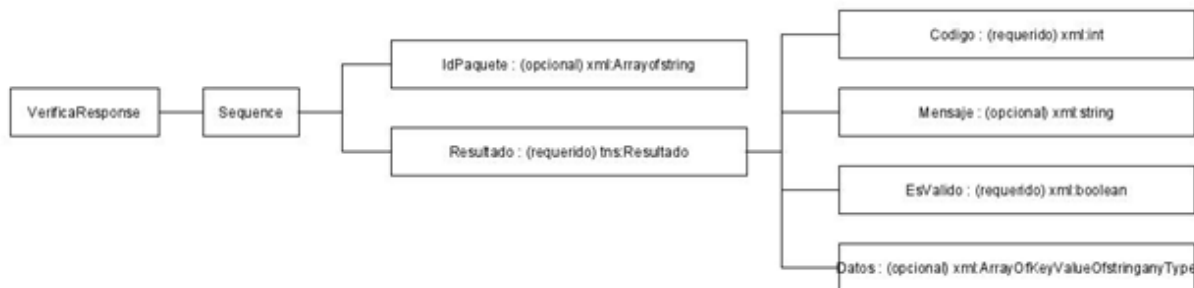 VerificaResponse
Sequence
IdPaquete : (opcional) xml:Arrayofstring
Resultado : (requerido) tns:Resultado
Codigo : (requerido) xml:int
Mensaje : (opcional) xml:string
EsValido : (requerido) xml:boolean
Datos : (opcional) xml:ArrayOfKeyValueOfstringanyType